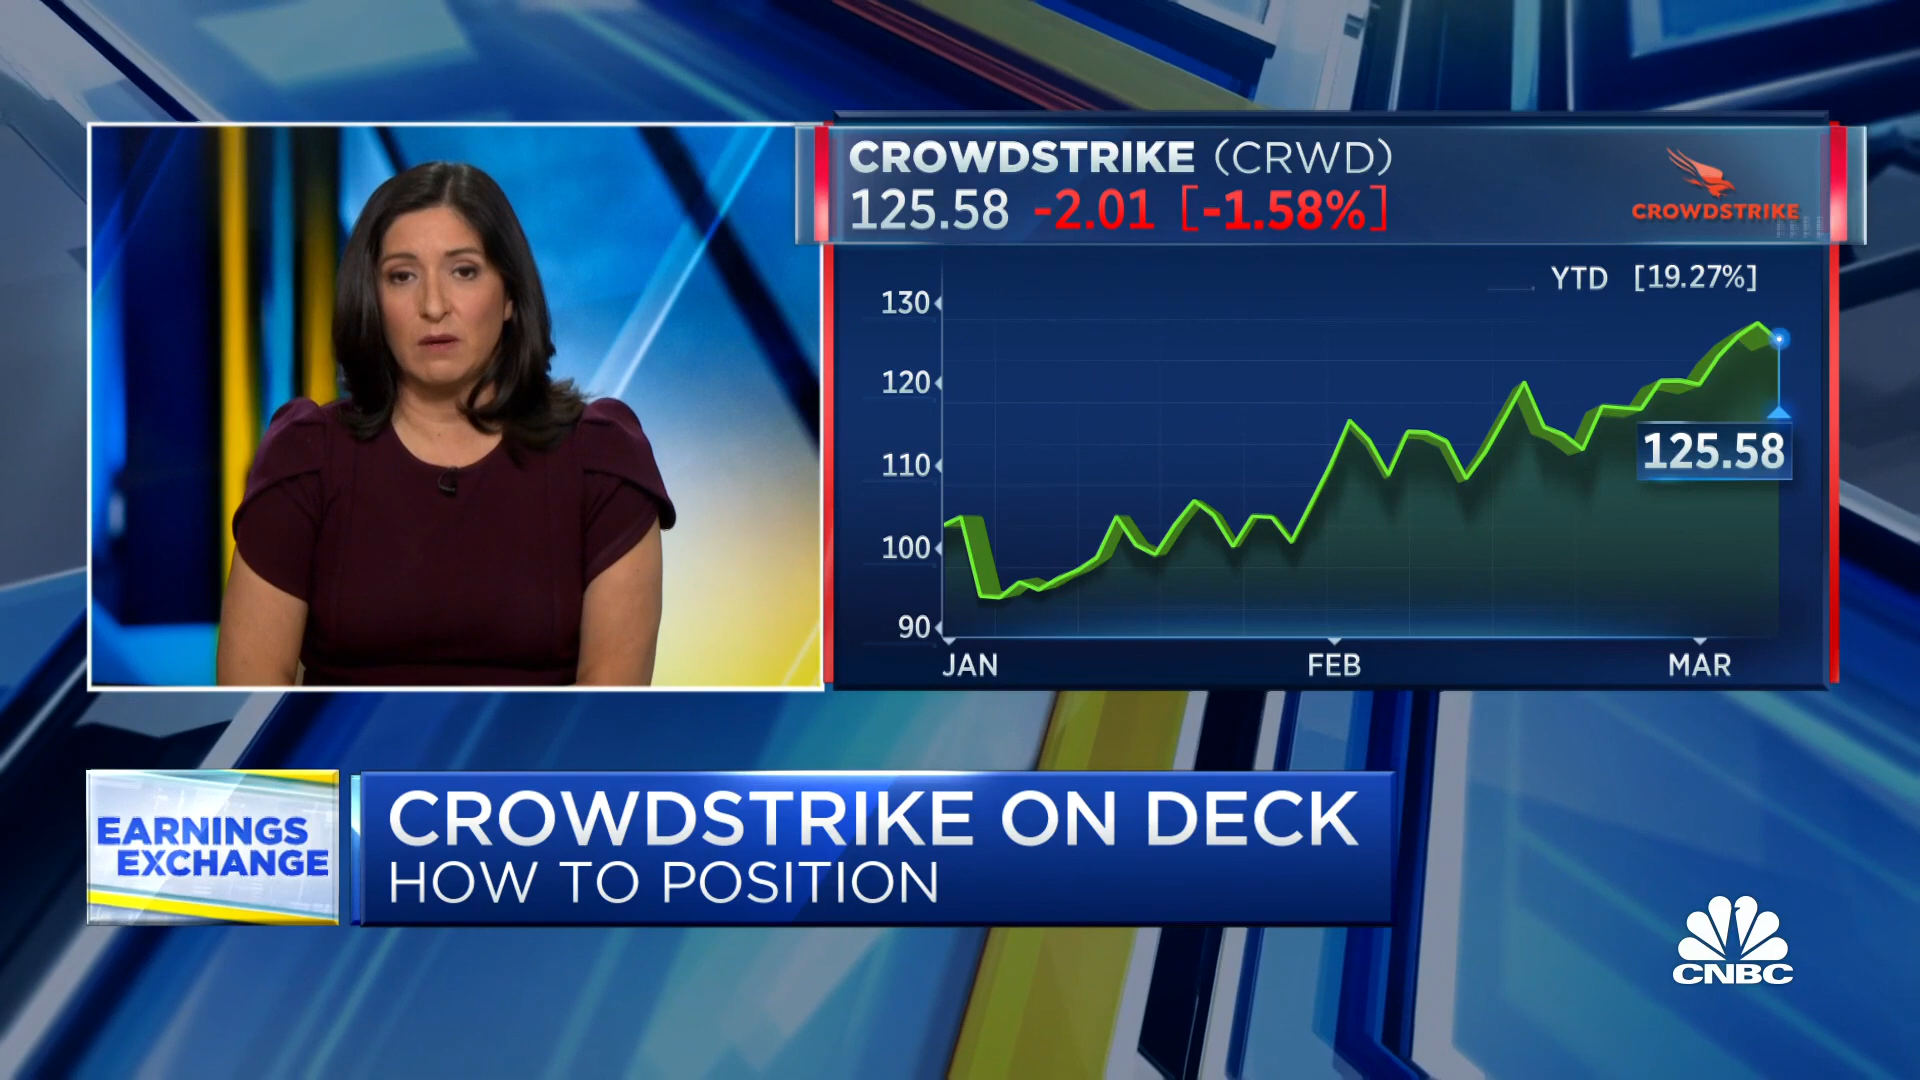 CROWDSTRIKE (CRWD)
125.58 -2.01 [-1.58%]
CROWDSTRIKE
YTD [19.27%]
130
120
110
100
90
125.58
JAN FEB MAR
EARNINGS
EXCHANGE
CROWDSTRIKE ON DECK
HOW TO POSITION
CNBC